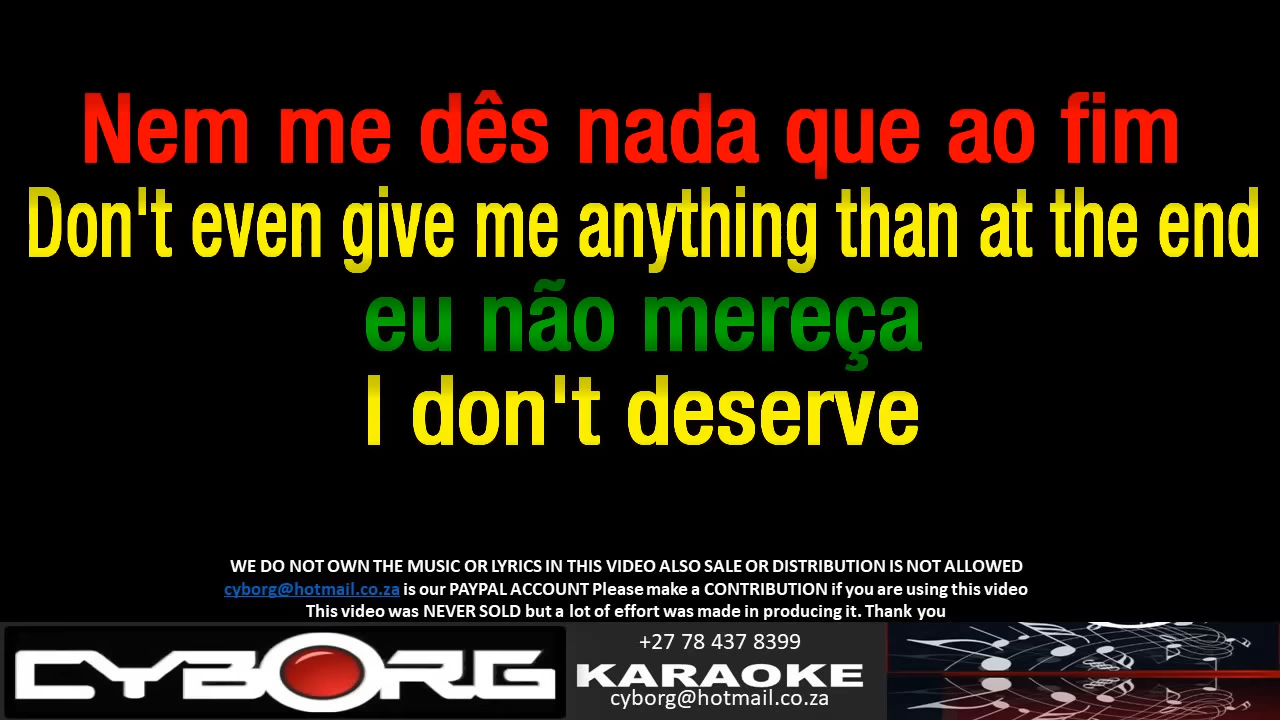 Nem me dês nada que ao fim
Don't even give me anything than at the end
eu não mereça
I don't deserve
WE DO NOT OWN THE MUSIC OR LYRICS IN THIS VIDEO ALSO SALE OR DISTRIBUTION IS NOT ALLOWED
cyborg@hotmail.co.za is our PAYPAL ACCOUNT Please make a CONTRIBUTION if you are using this video
This video was NEVER SOLD but a lot of effort was made in producing it. Thank you
CYBORG
+27 78 437 8399
KARAOKE
cyborg@hotmail.co.za